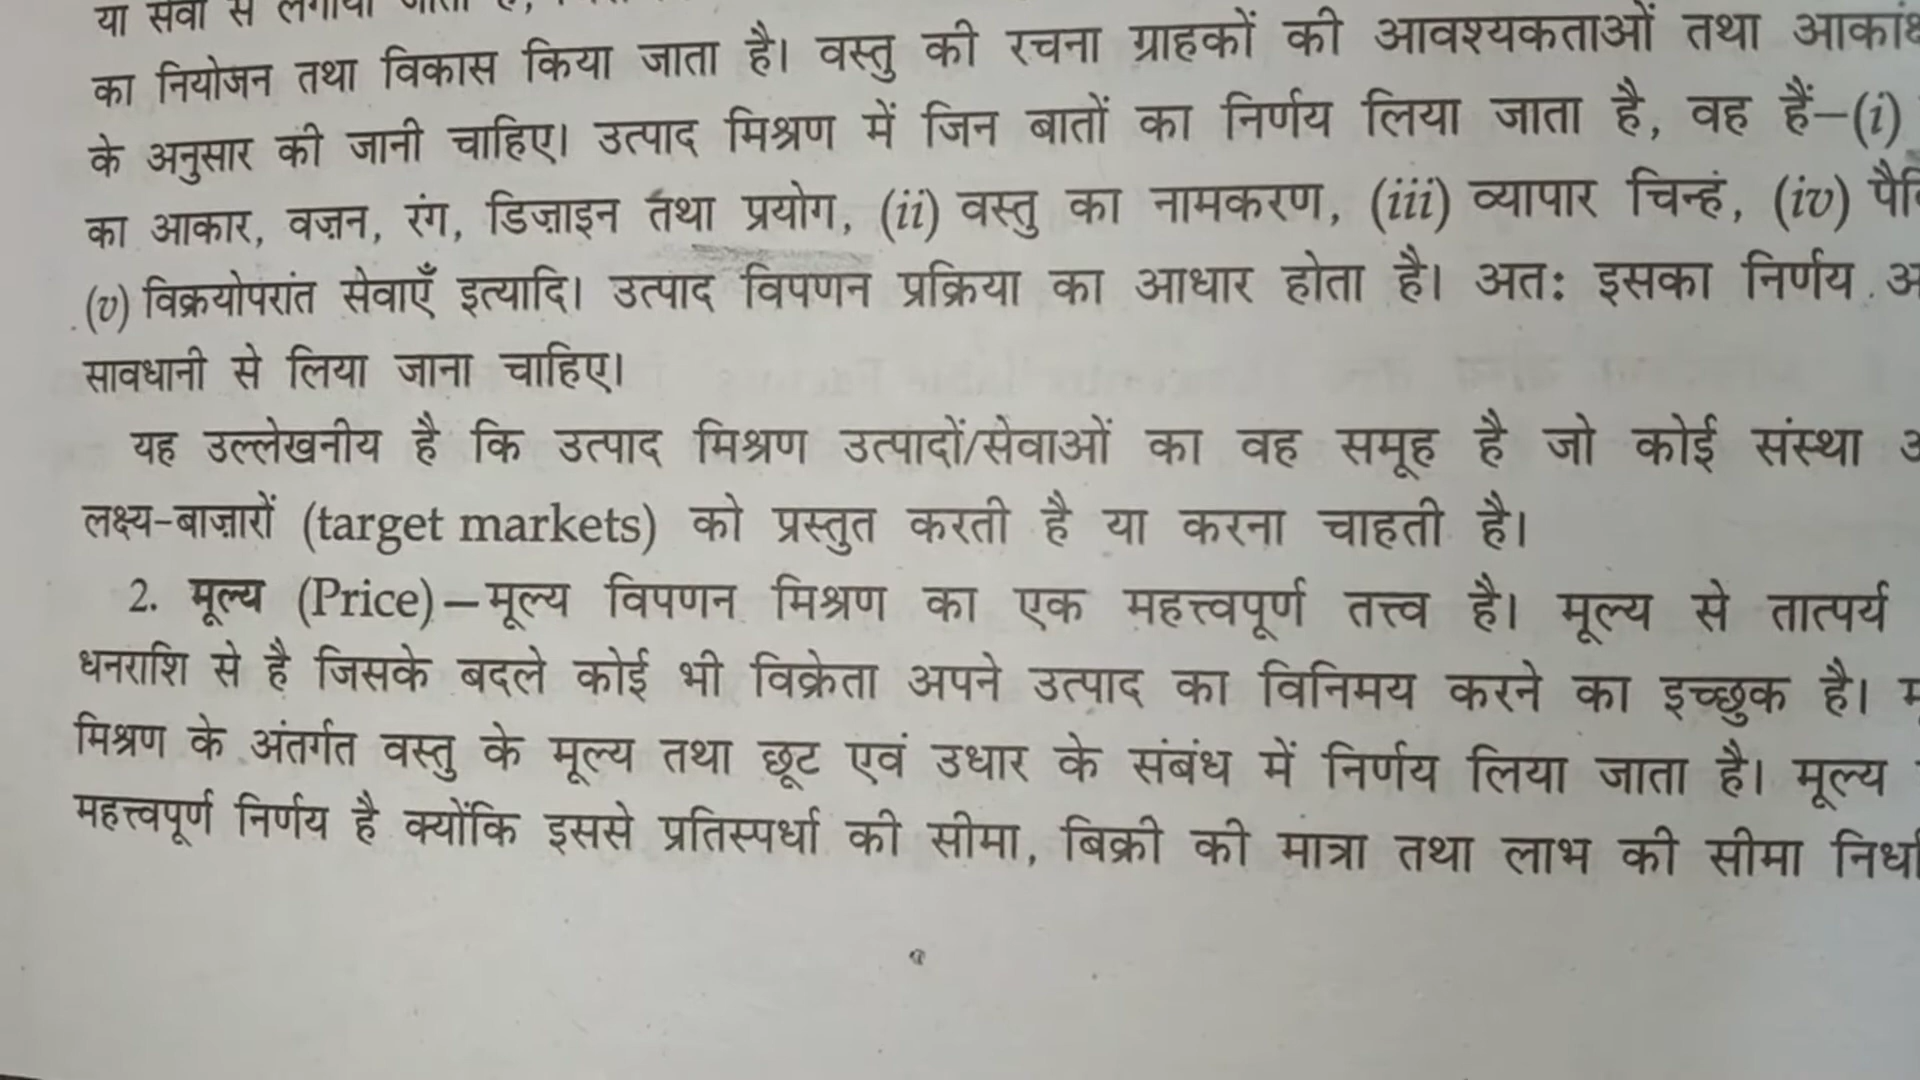 या सेवा से लगाया जाता है,
का नियोजन तथा विकास किया जाता है। वस्तु की रचना ग्राहकों की आवश्यकताओं तथा
के अनुसार की जानी चाहिए। उत्पाद मिश्रण में जिन बातों का निर्णय लिया जाता है, वह हैं–(i)
का आकार, वज़न, रंग, डिज़ाइन तथा प्रयोग, (ii) वस्तु का नामकरण, (iii) व्यापार चिन्हं, (iv)
(v) विक्रयोपरांत सेवाएँ इत्यादि। उत्पाद विपणन प्रक्रिया का आधार होता है। अतः इसका निर्णय
सावधानी से लिया जाना चाहिए।
यह उल्लेखनीय है कि उत्पाद मिश्रण उत्पादों/सेवाओं का वह समूह है जो कोई संस्था
लक्ष्य-बाज़ारों (target markets) को प्रस्तुत करती है या करना चाहती है।
2. मूल्य (Price)–मूल्य विपणन मिश्रण का एक महत्त्वपूर्ण तत्त्व है। मूल्य से तात्पर्य
धनराशि से है जिसके बदले कोई भी विक्रेता अपने उत्पाद का विनिमय करने का इच्छुक है।
मिश्रण के अंतर्गत वस्तु के मूल्य तथा छूट एवं उधार के संबंध में निर्णय लिया जाता है। मूल्य
महत्त्वपूर्ण निर्णय है क्योंकि इससे प्रतिस्पर्धा की सीमा, बिक्री की मात्रा तथा लाभ की सीमा